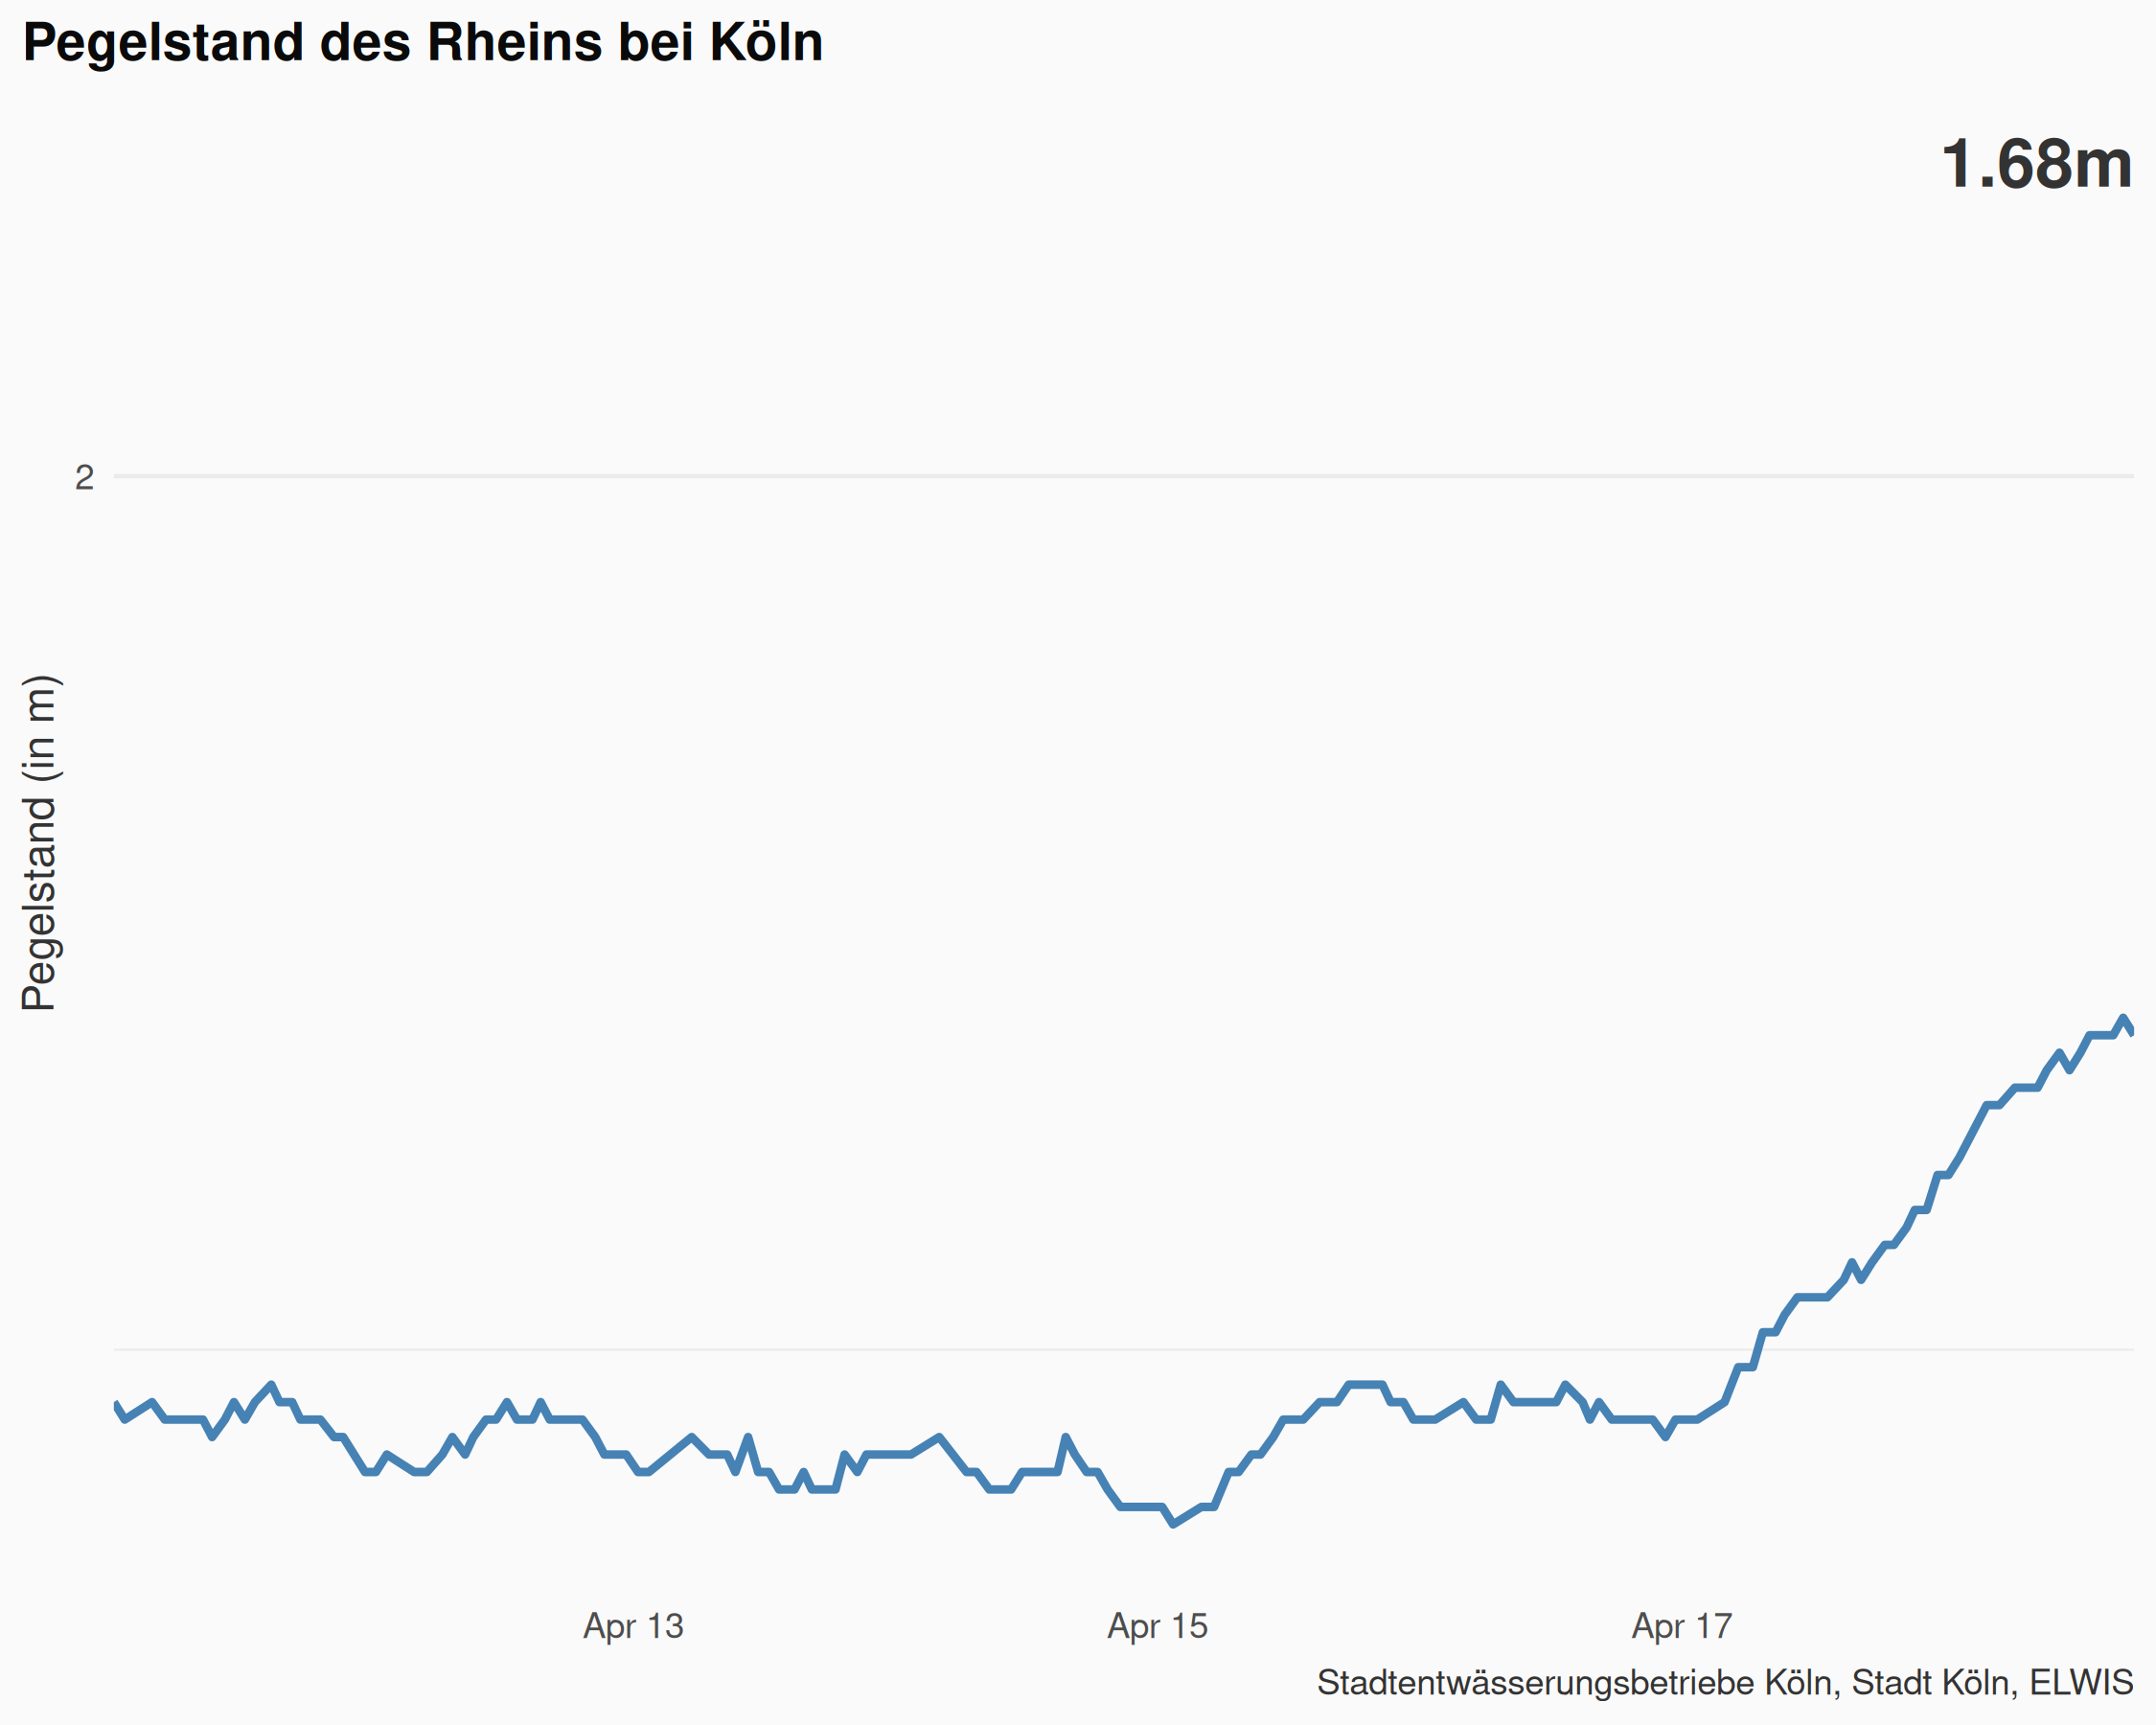 Pegelstand des Rheins bei Köln
1.68m
2
Pegelstand (in m)
Apr 13
Apr 15
Apr 17
Stadtentwässerungsbetriebe Köln, Stadt Köln, ELWIS